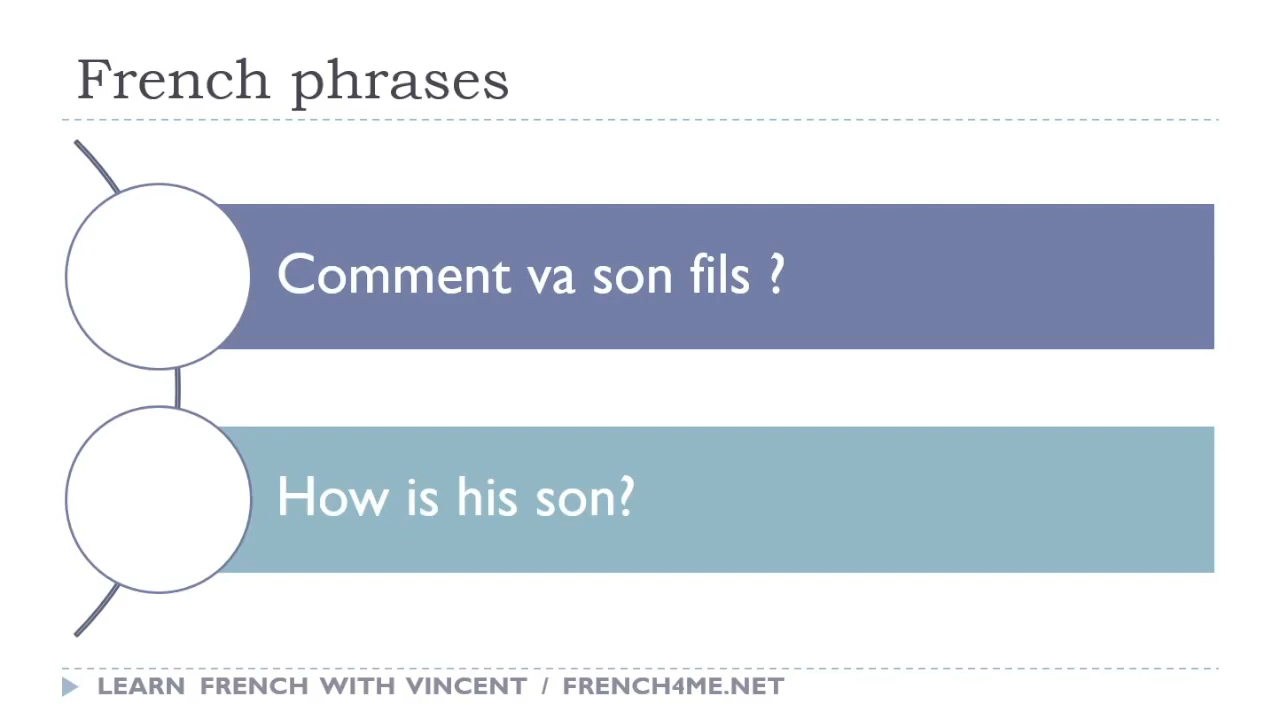 French phrases
Comment va son fils ?
How is his son?
LEARN FRENCH WITH VINCENT / FRENCH4ME.NET